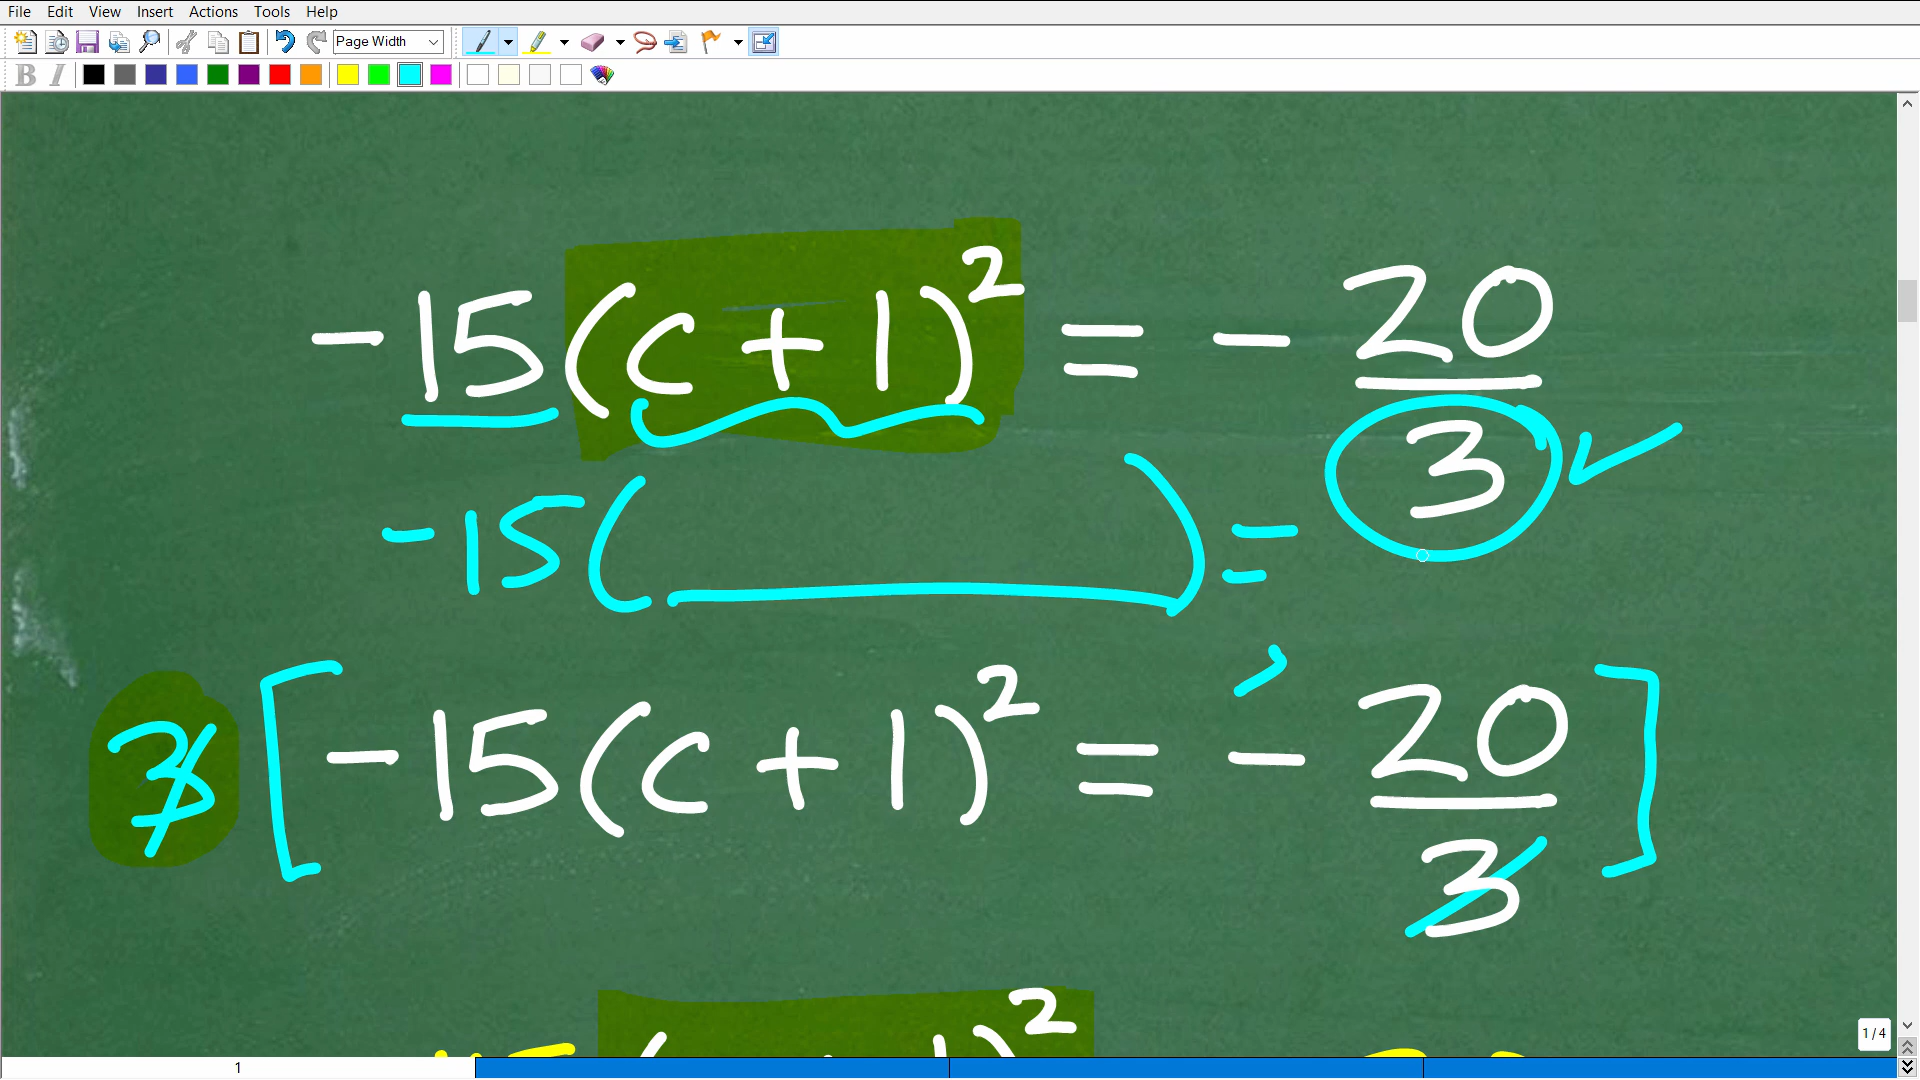 File Edit View Insert Actions Tools Help
Page Width
B I
-15(c+1)² = -20/3
-15( ) =
3[-15(c+1)² = -20/3]
)²
1 / 4
1